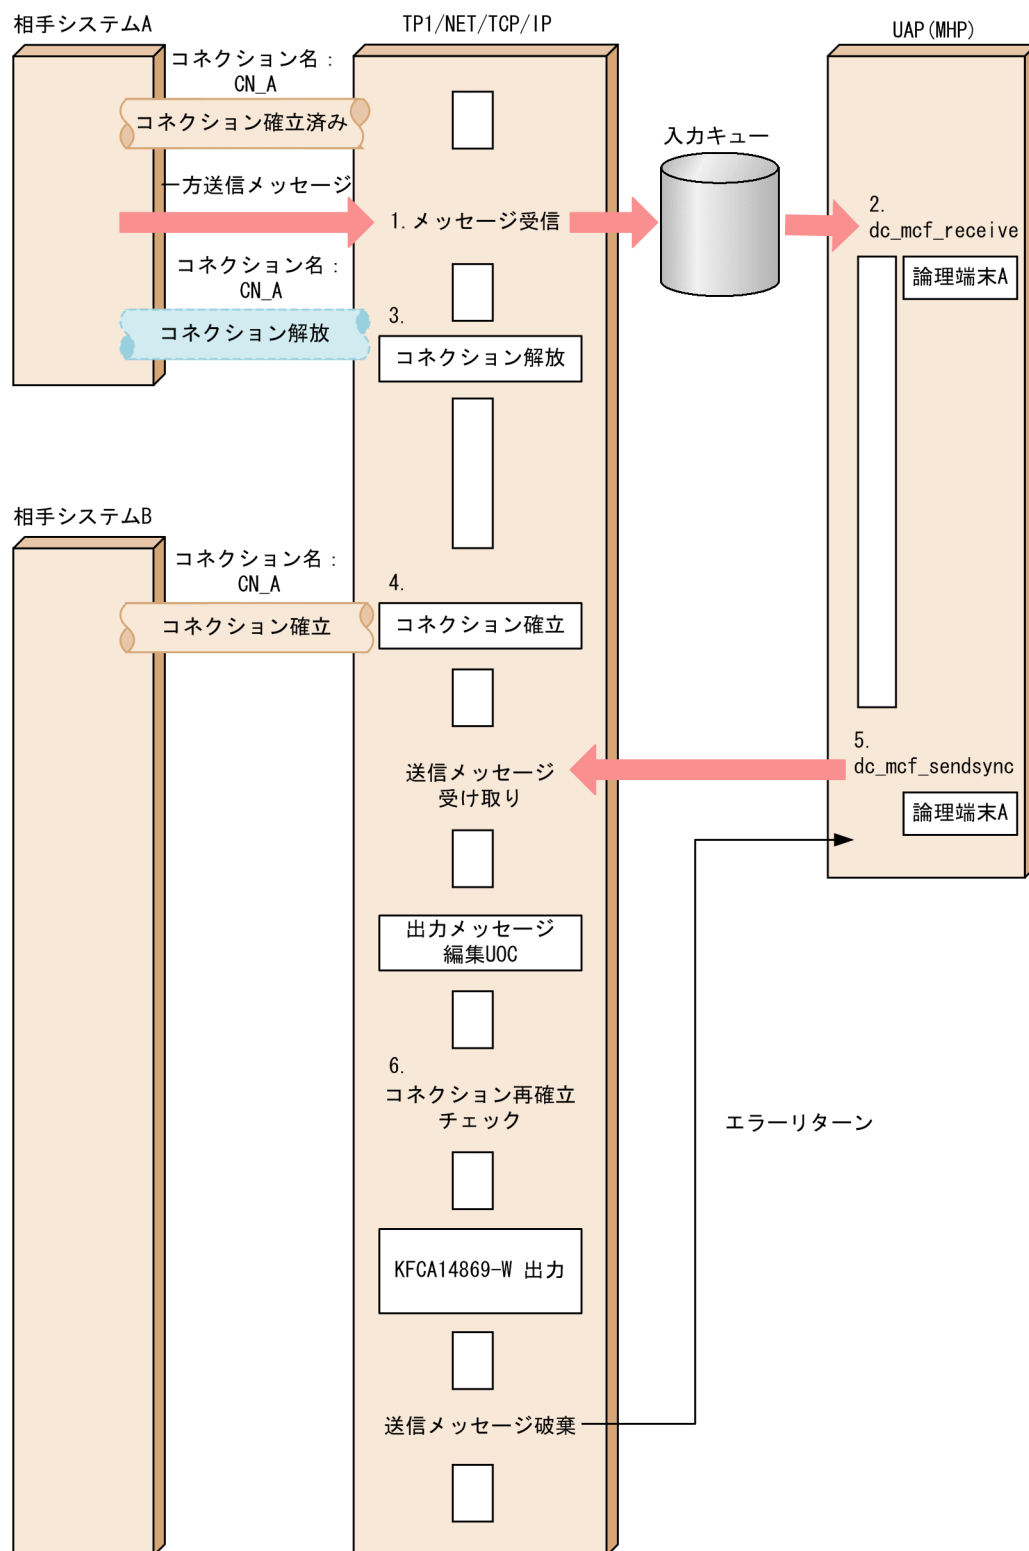 相手システムA
TP1/NET/TCP/IP
UAP(MHP)
コネクション名：
CN_A
コネクション確立済み
入力キュー
一方送信メッセージ
1.メッセージ受信
2.
dc_mcf_receive
論理端末A
コネクション名：
CN_A
コネクション解放
3.
コネクション解放
相手システムB
コネクション名：
CN_A
コネクション確立
4.
コネクション確立
5.
dc_mcf_sendsync
論理端末A
送信メッセージ
受け取り
出力メッセージ
編集UOC
6.
コネクション再確立
チェック
エラーリターン
KFCA14869-W 出力
送信メッセージ破棄